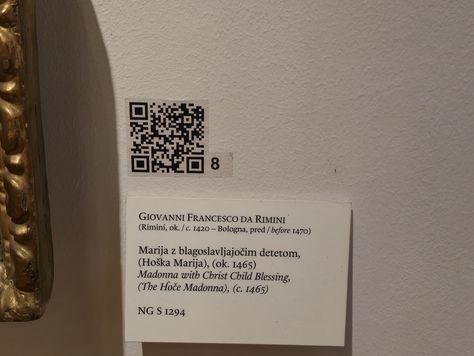 8
GIOVANNI FRANCESCO DA RIMINI
(Rimini, ok. / c. 1420 – Bologna, pred / before 1470)
Marija z blagoslavljajočim detetom,
(Hoška Marija), (ok. 1465)
Madonna with Christ Child Blessing,
(The Hoče Madonna), (c. 1465)
NG S 1294